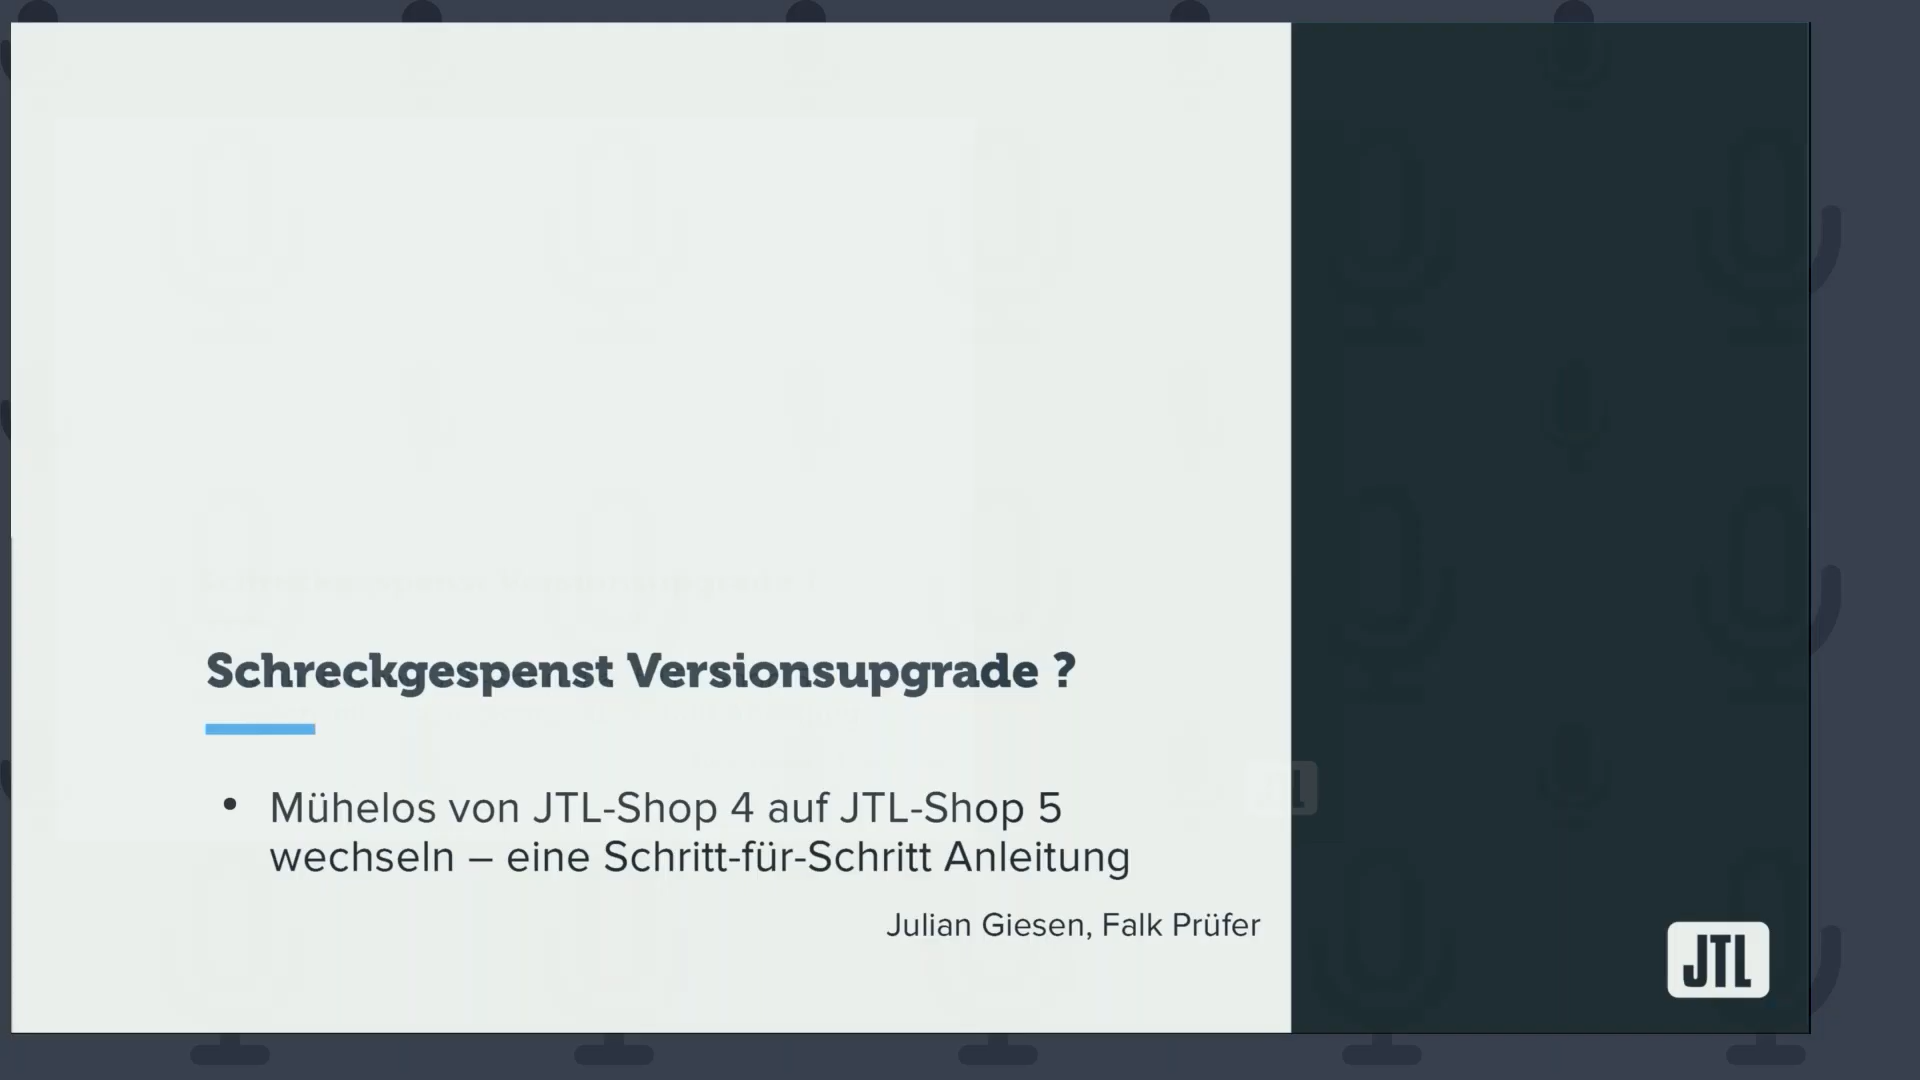 Schreckgespenst Versionsupgrade ?
• Mühelos von JTL-Shop 4 auf JTL-Shop 5
wechseln – eine Schritt-für-Schritt Anleitung
Julian Giesen, Falk Prüfer
JTL